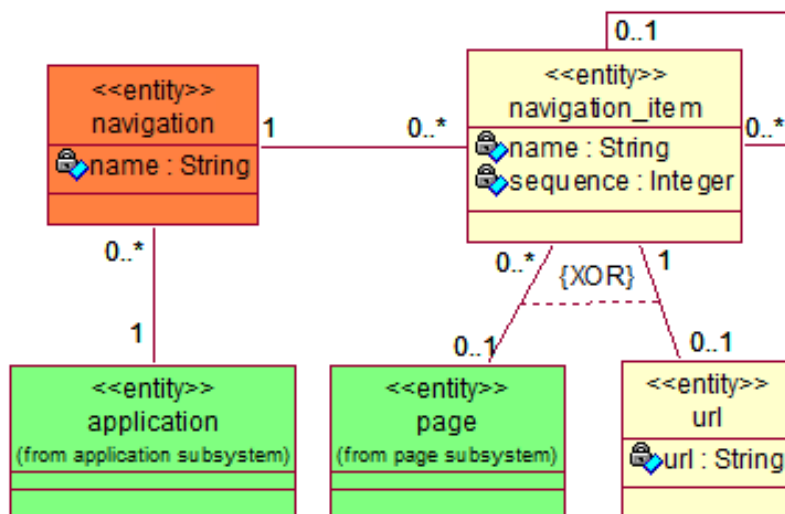 0..1
<<entity>>
navigation
name : String
1
0..*
<<entity>>
navigation_item
name : String
sequence : Integer
0..*
0..*
1
0..*
{XOR}
1
0..1
0..1
<<entity>>
application
(from application subsystem)
<<entity>>
page
(from page subsystem)
<<entity>>
url
url : String